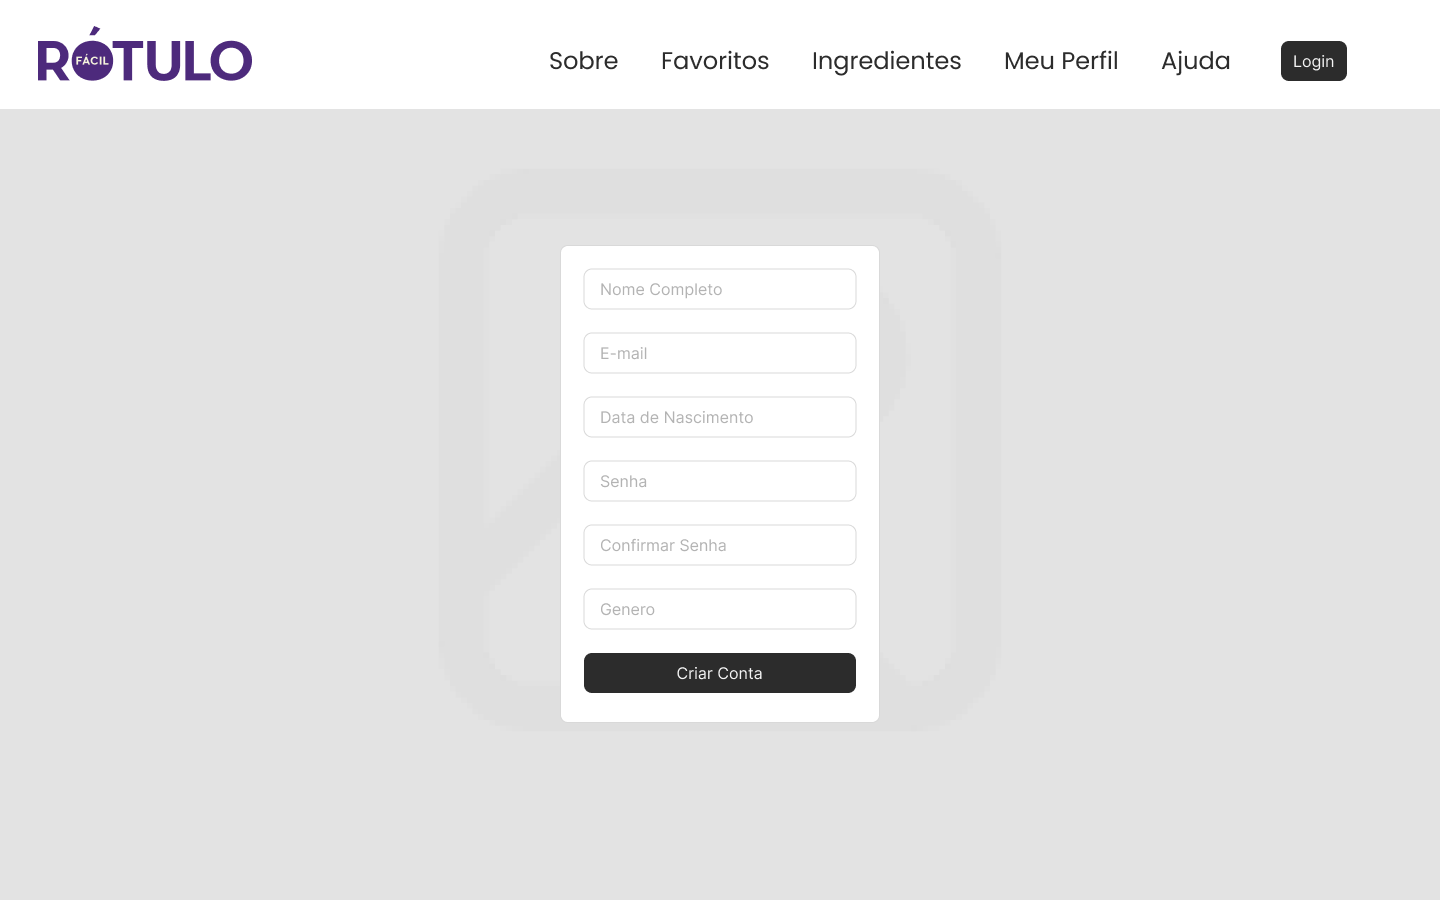 RÓTULO
FÁCIL
Sobre
Favoritos
Ingredientes
Meu Perfil
Ajuda
Login
Nome Completo
E-mail
Data de Nascimento
Senha
Confirmar Senha
Genero
Criar Conta